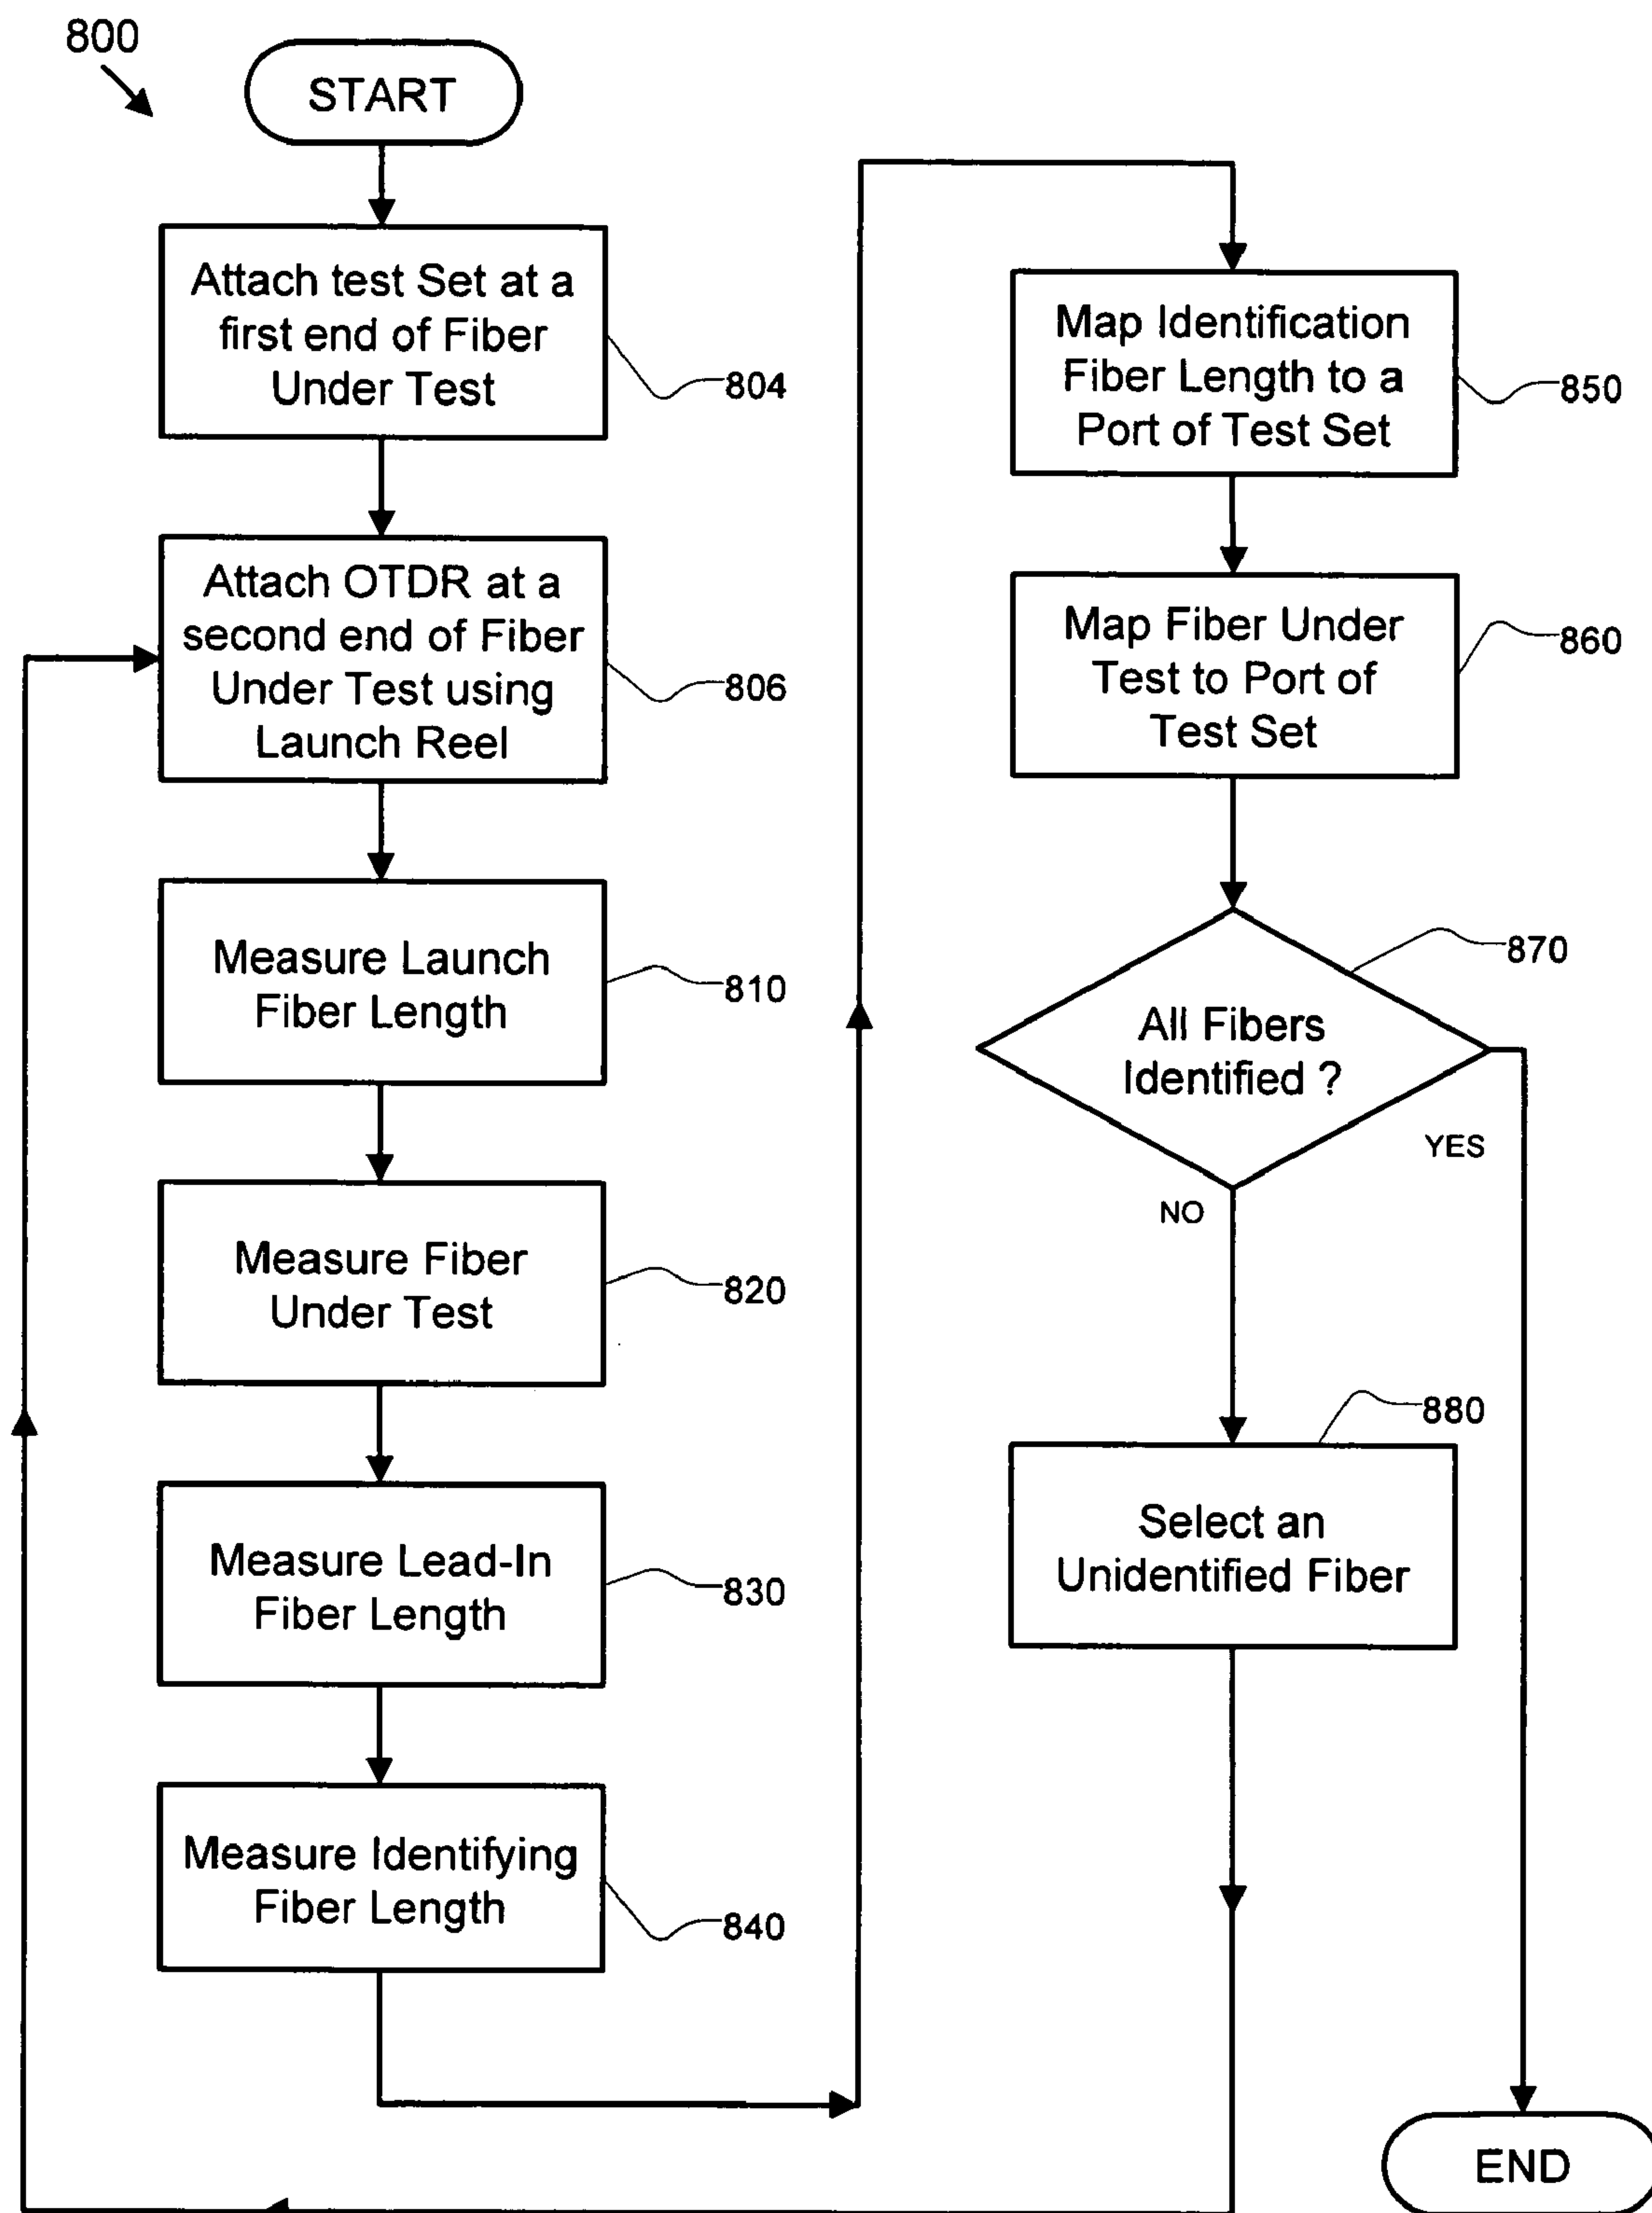 800
START
Attach test Set at a
first end of Fiber
Under Test
804
Attach OTDR at a
second end of Fiber
Under Test using
Launch Reel
806
Measure Launch
Fiber Length
810
Measure Fiber
Under Test
820
Measure Lead-In
Fiber Length
830
Measure Identifying
Fiber Length
840
Map Identification
Fiber Length to a
Port of Test Set
850
Map Fiber Under
Test to Port of
Test Set
860
All Fibers
Identified ?
870
YES
NO
Select an
Unidentified Fiber
880
END